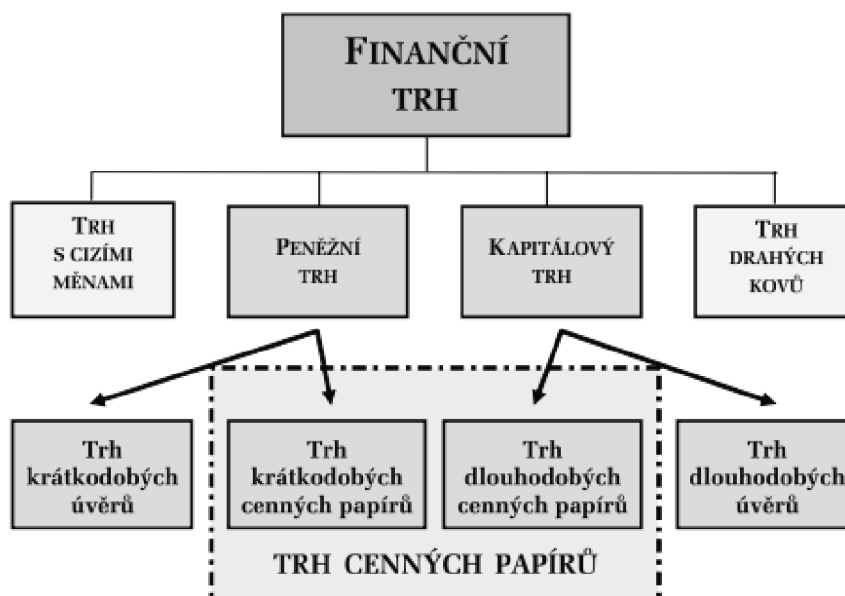 FINANČNÍ
TRH
TRH
S CIZÍMI
MĚNAMI
PENĚŽNÍ
TRH
KAPITÁLOVÝ
TRH
TRH
DRAHÝCH
KOVŮ
Trh
krátkodobých
úvěrů
Trh
krátkodobých
cenných papírů
Trh
dlouhodobých
cenných papírů
Trh
dlouhodobých
úvěrů
TRH CENNÝCH PAPÍRŮ